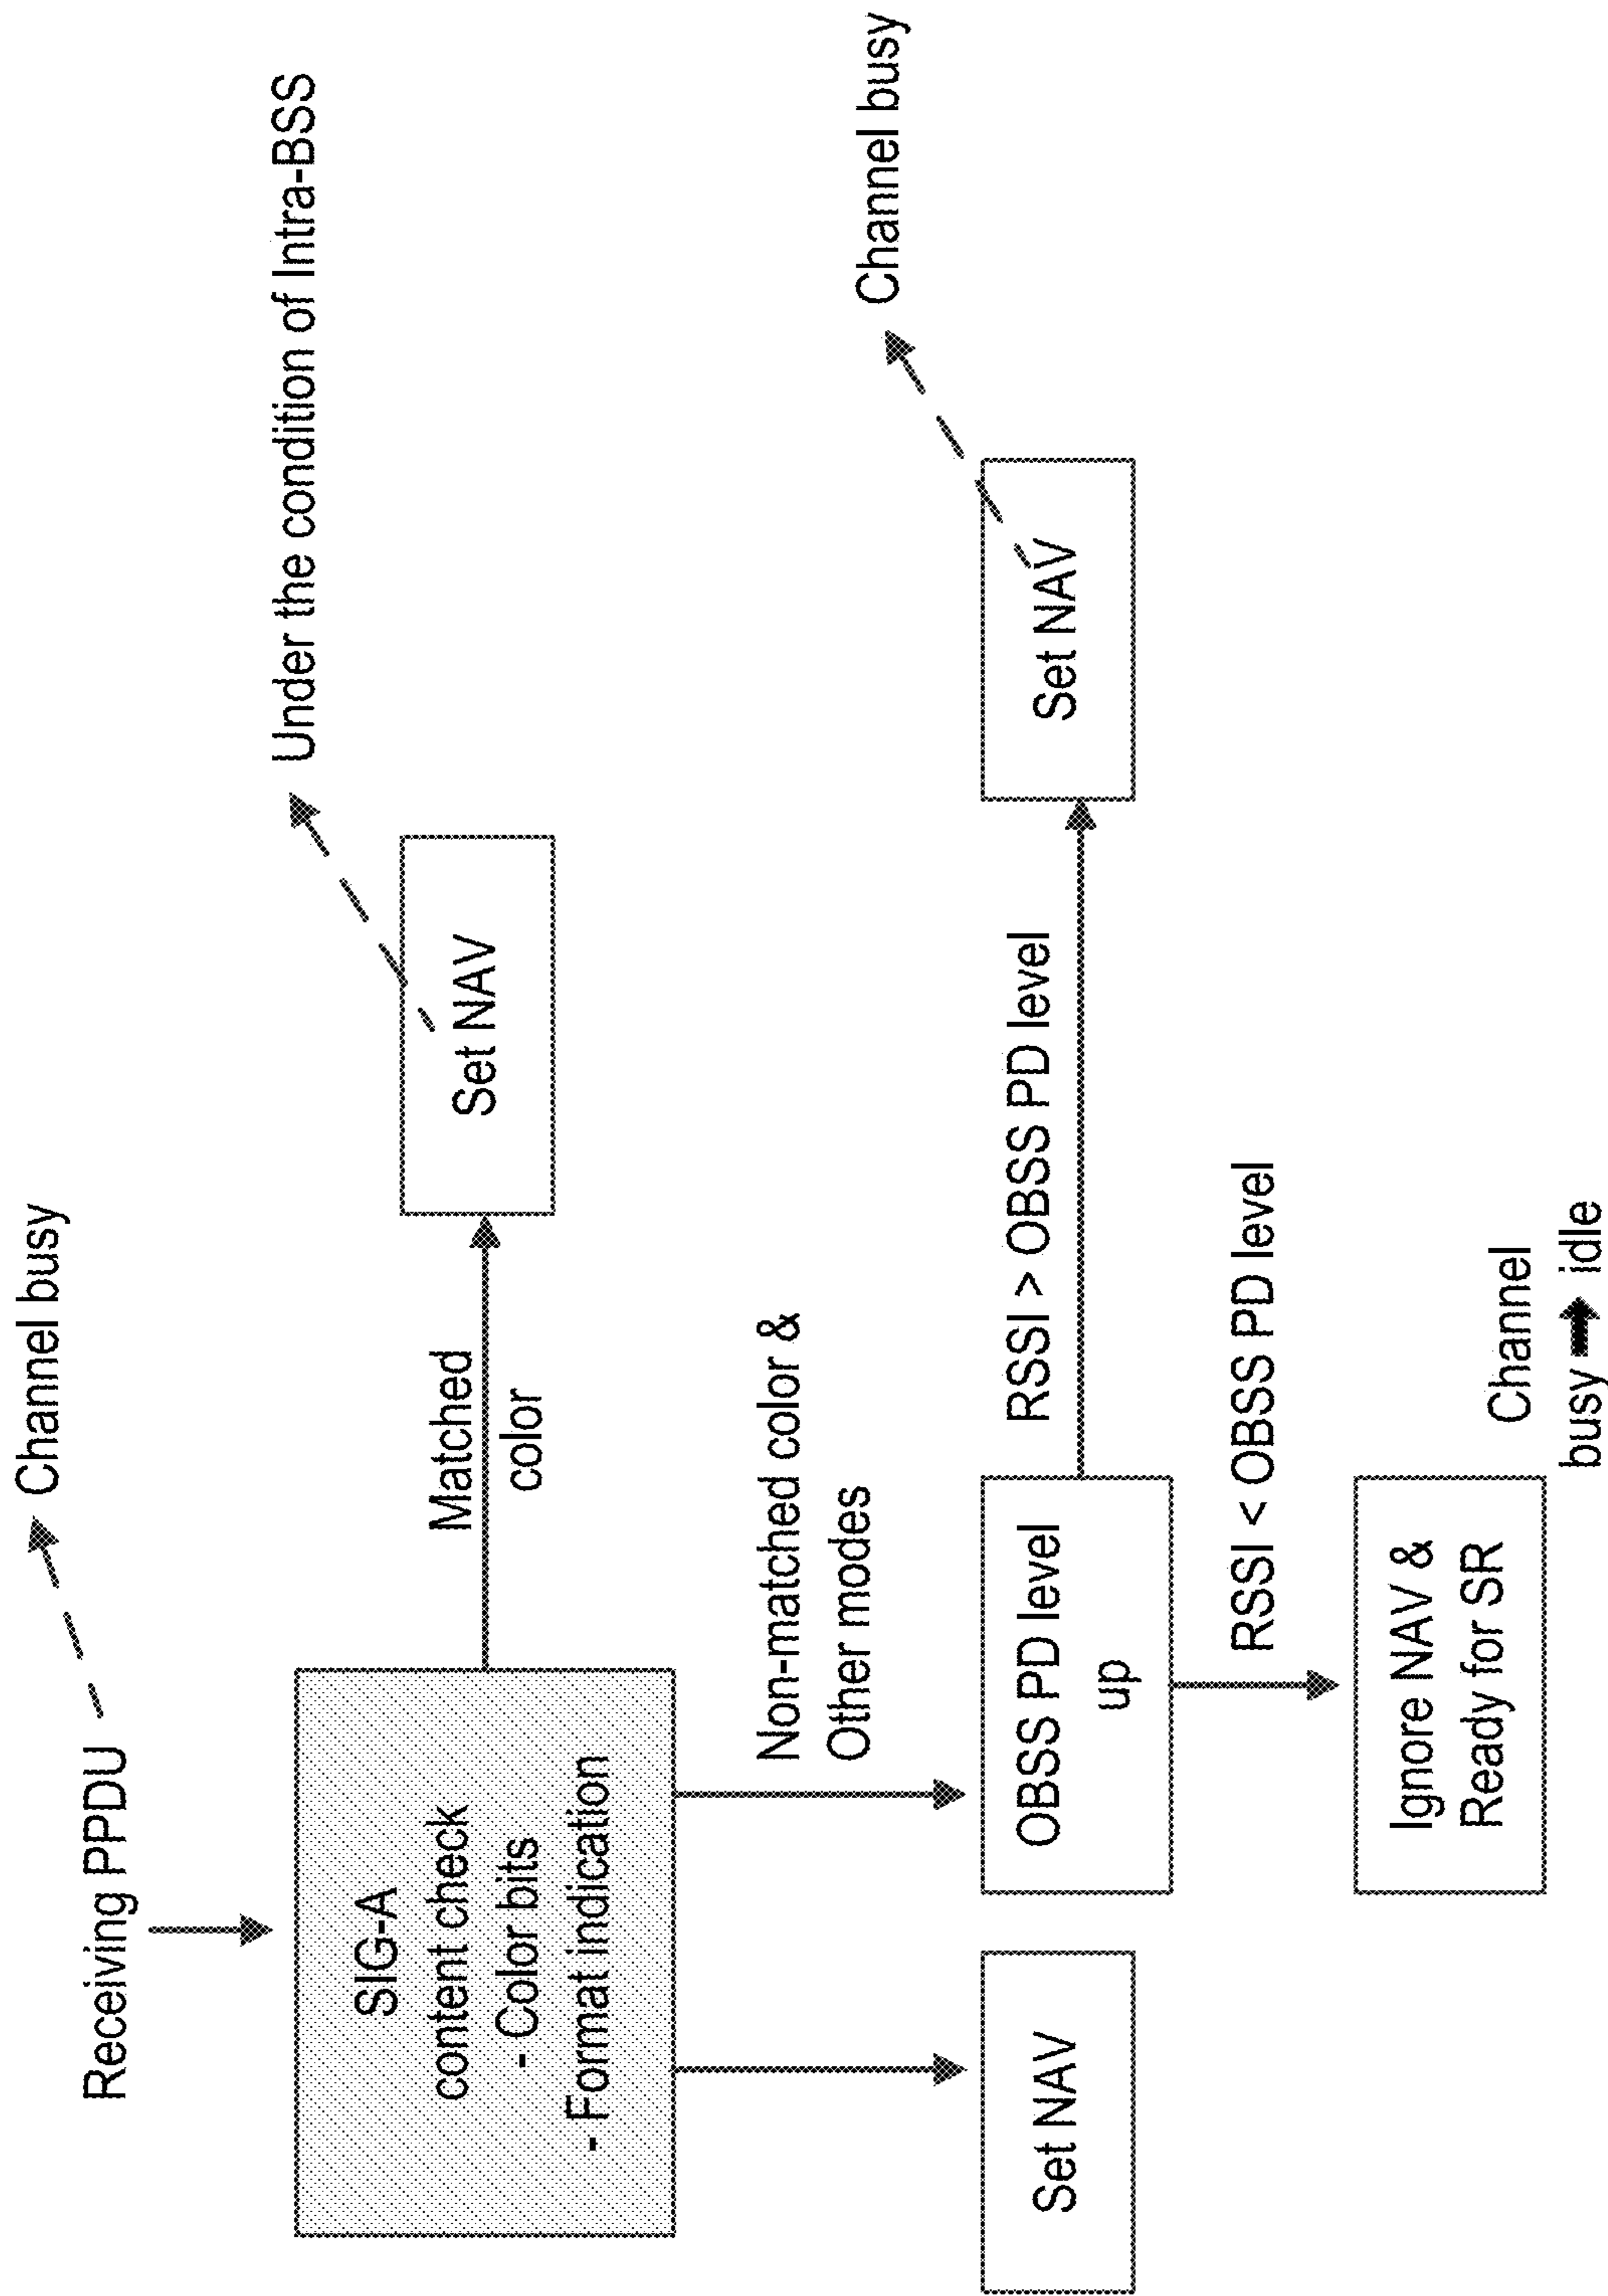 Channel busy
Receiving PPDU
Under the condition of Intra-BSS
SIG-A
content check
- Color bits
- Format indication
Matched
color
Set NAV
Non-matched color &
Other modes
Channel busy
Set NAV
OBSS PD level
up
RSSI > OBSS PD level
Set NAV
RSSI < OBSS PD level
Ignore NAV &
Ready for SR
Channel
busy ➡ idle